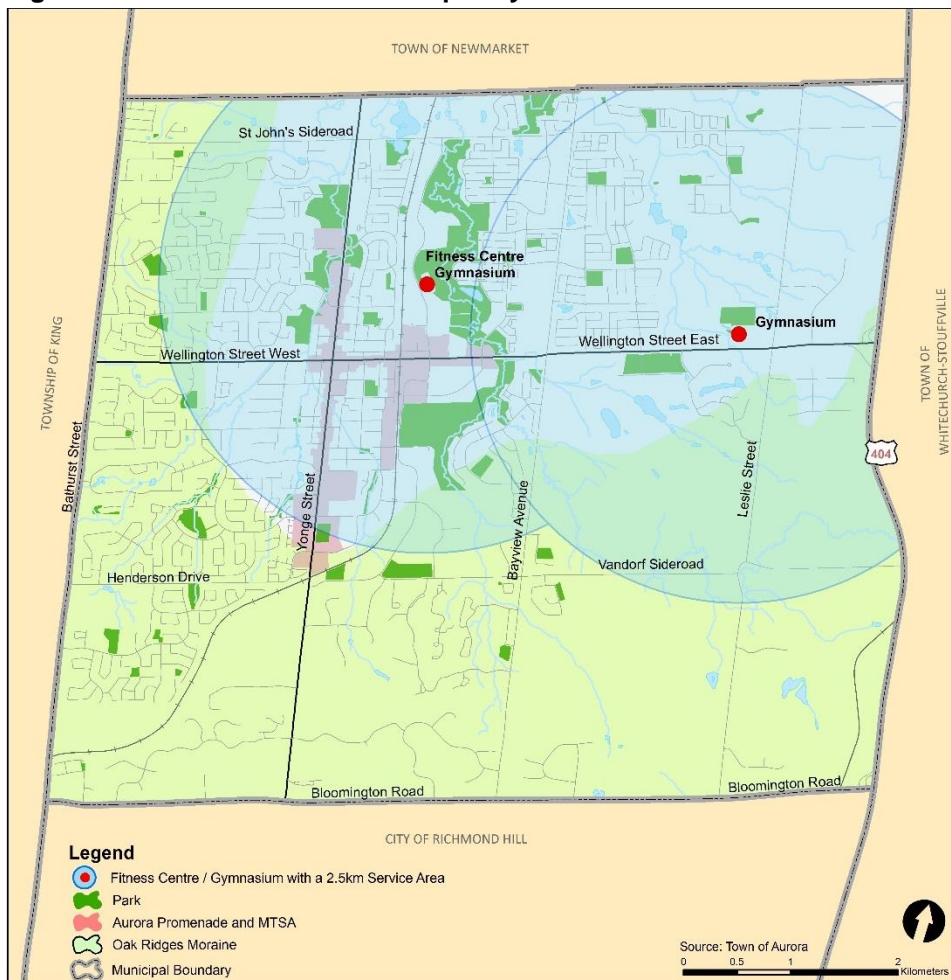 TOWN OF NEWMARKET
St John's Sideroad
Fitness Centre
Gymnasium
Gymnasium
Wellington Street West
Wellington Street East
TOWNSHIP OF KING
TOWN OF
WHITECHURCH-STOUFFVILLE
Bathurst Street
Yonge Street
Bayview Avenue
Leslie Street
404
Henderson Drive
Vandorf Sideroad
Bloomington Road
Bloomington Road
CITY OF RICHMOND HILL
Legend
Fitness Centre / Gymnasium with a 2.5km Service Area
Park
Aurora Promenade and MTSA
Oak Ridges Moraine
Municipal Boundary
Source: Town of Aurora
0 0.5 1 2
Kilometers